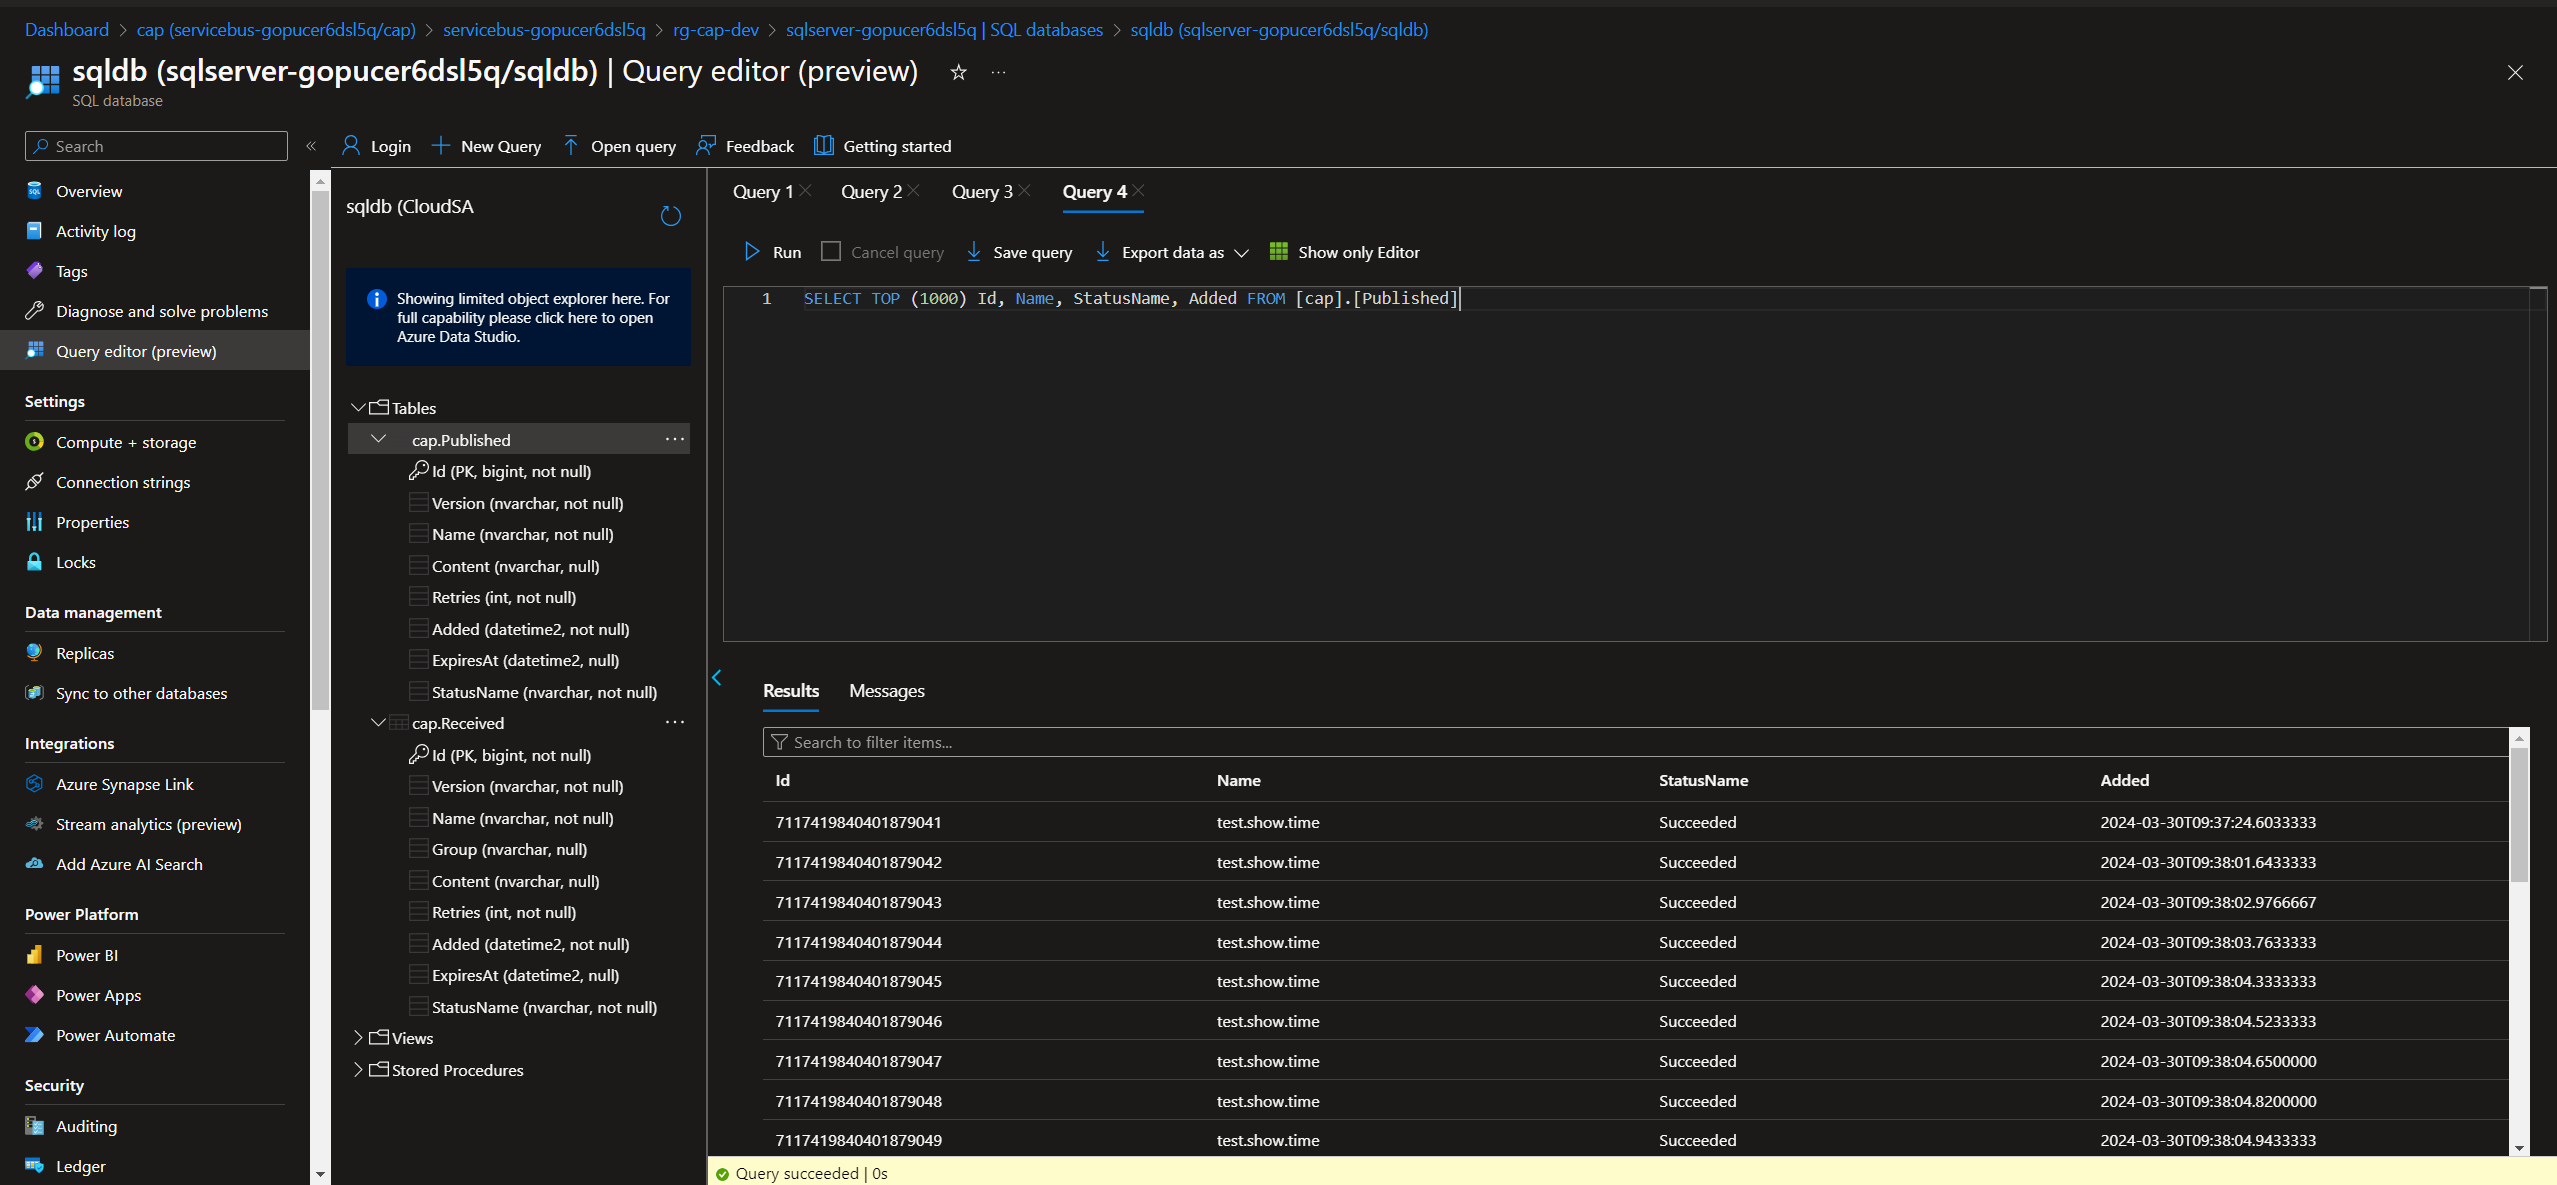 Dashboard > cap (servicebus-gopucer6dsl5q/cap) > servicebus-gopucer6dsl5q > rg-cap-dev > sqlserver-gopucer6dsl5q | SQL databases > sqldb (sqlserver-gopucer6dsl5q/sqldb)
sqldb (sqlserver-gopucer6dsl5q/sqldb) | Query editor (preview)
SQL database
Search
Overview
Activity log
Tags
Diagnose and solve problems
Query editor (preview)
Settings
Compute + storage
Connection strings
Properties
Locks
Data management
Replicas
Sync to other databases
Integrations
Azure Synapse Link
Stream analytics (preview)
Add Azure AI Search
Power Platform
Power BI
Power Apps
Power Automate
Security
Auditing
Ledger
Login New Query Open query Feedback Getting started
sqldb (CloudSA
Showing limited object explorer here. For
full capability please click here to open
Azure Data Studio.
Tables
cap.Published
Id (PK, bigint, not null)
Version (nvarchar, not null)
Name (nvarchar, not null)
Content (nvarchar, null)
Retries (int, not null)
Added (datetime2, not null)
ExpiresAt (datetime2, null)
StatusName (nvarchar, not null)
cap.Received
Id (PK, bigint, not null)
Version (nvarchar, not null)
Name (nvarchar, not null)
Group (nvarchar, null)
Content (nvarchar, null)
Retries (int, not null)
Added (datetime2, not null)
ExpiresAt (datetime2, null)
StatusName (nvarchar, not null)
Views
Stored Procedures
Query 1 Query 2 Query 3 Query 4
Run Cancel query Save query Export data as Show only Editor
1 SELECT TOP (1000) Id, Name, StatusName, Added FROM [cap].[Published]
Results Messages
Search to filter items...
Id Name StatusName Added
7117419840401879041 test.show.time Succeeded 2024-03-30T09:37:24.6033333
7117419840401879042 test.show.time Succeeded 2024-03-30T09:38:01.6433333
7117419840401879043 test.show.time Succeeded 2024-03-30T09:38:02.9766667
7117419840401879044 test.show.time Succeeded 2024-03-30T09:38:03.7633333
7117419840401879045 test.show.time Succeeded 2024-03-30T09:38:04.3333333
7117419840401879046 test.show.time Succeeded 2024-03-30T09:38:04.5233333
7117419840401879047 test.show.time Succeeded 2024-03-30T09:38:04.6500000
7117419840401879048 test.show.time Succeeded 2024-03-30T09:38:04.8200000
7117419840401879049 test.show.time Succeeded 2024-03-30T09:38:04.9433333
Query succeeded | 0s